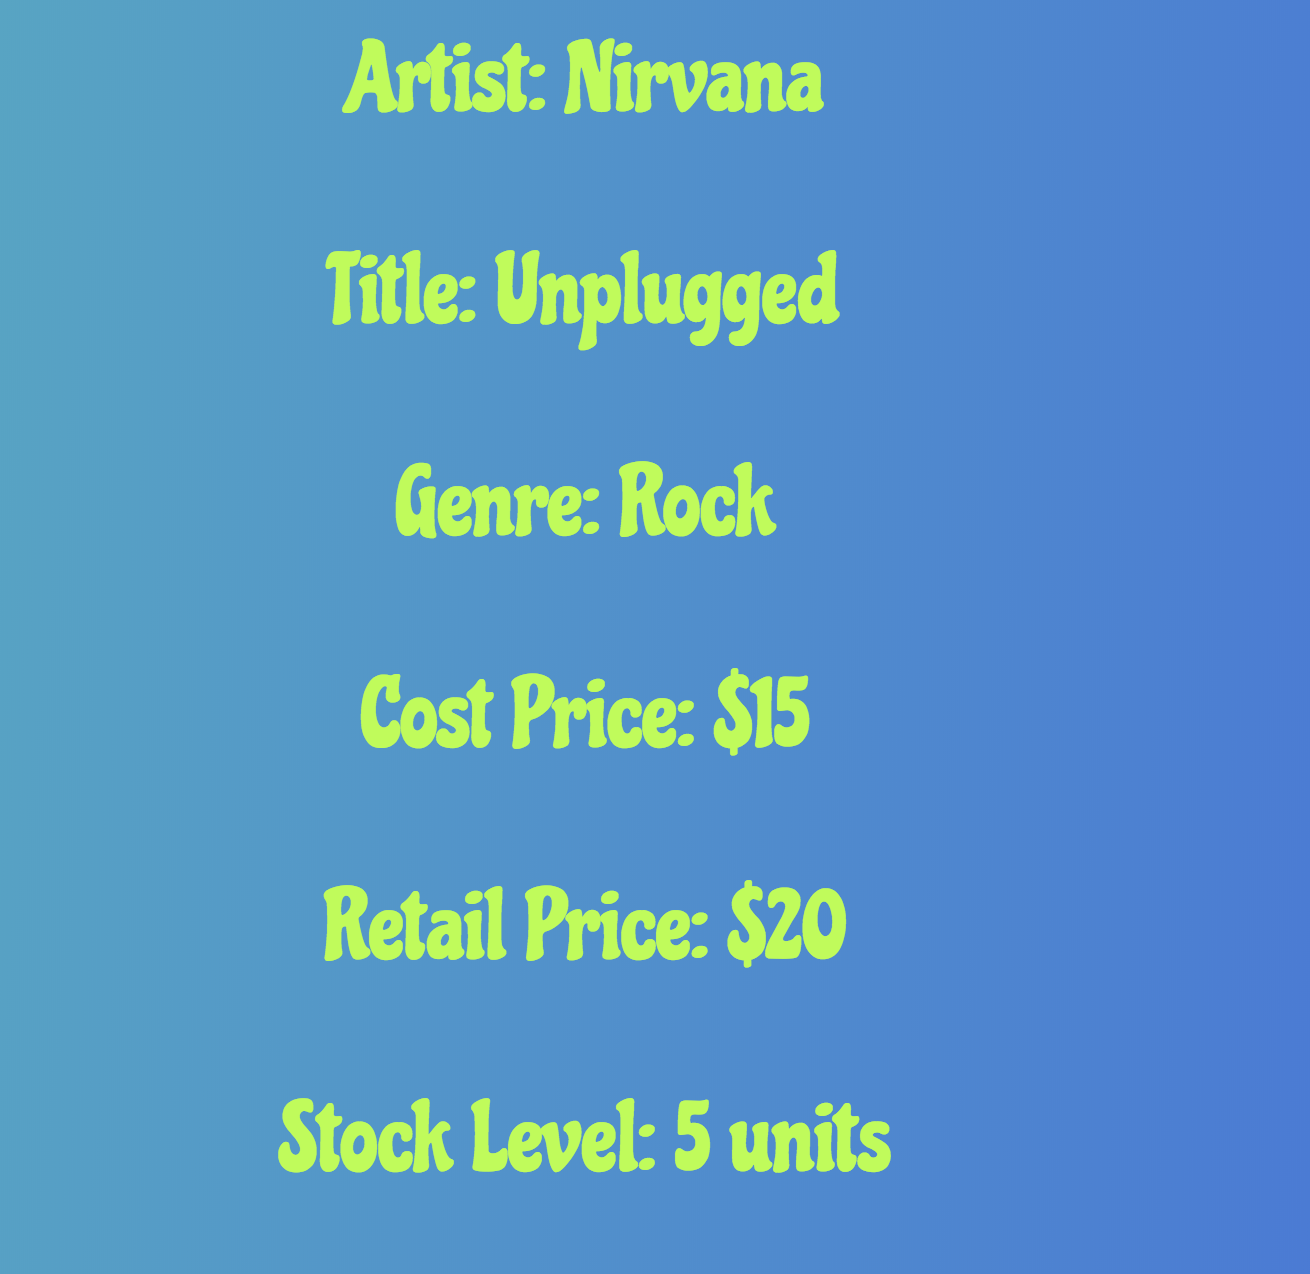 Artist: Nirvana
Title: Unplugged
Genre: Rock
Cost Price: $15
Retail Price: $20
Stock Level: 5 units